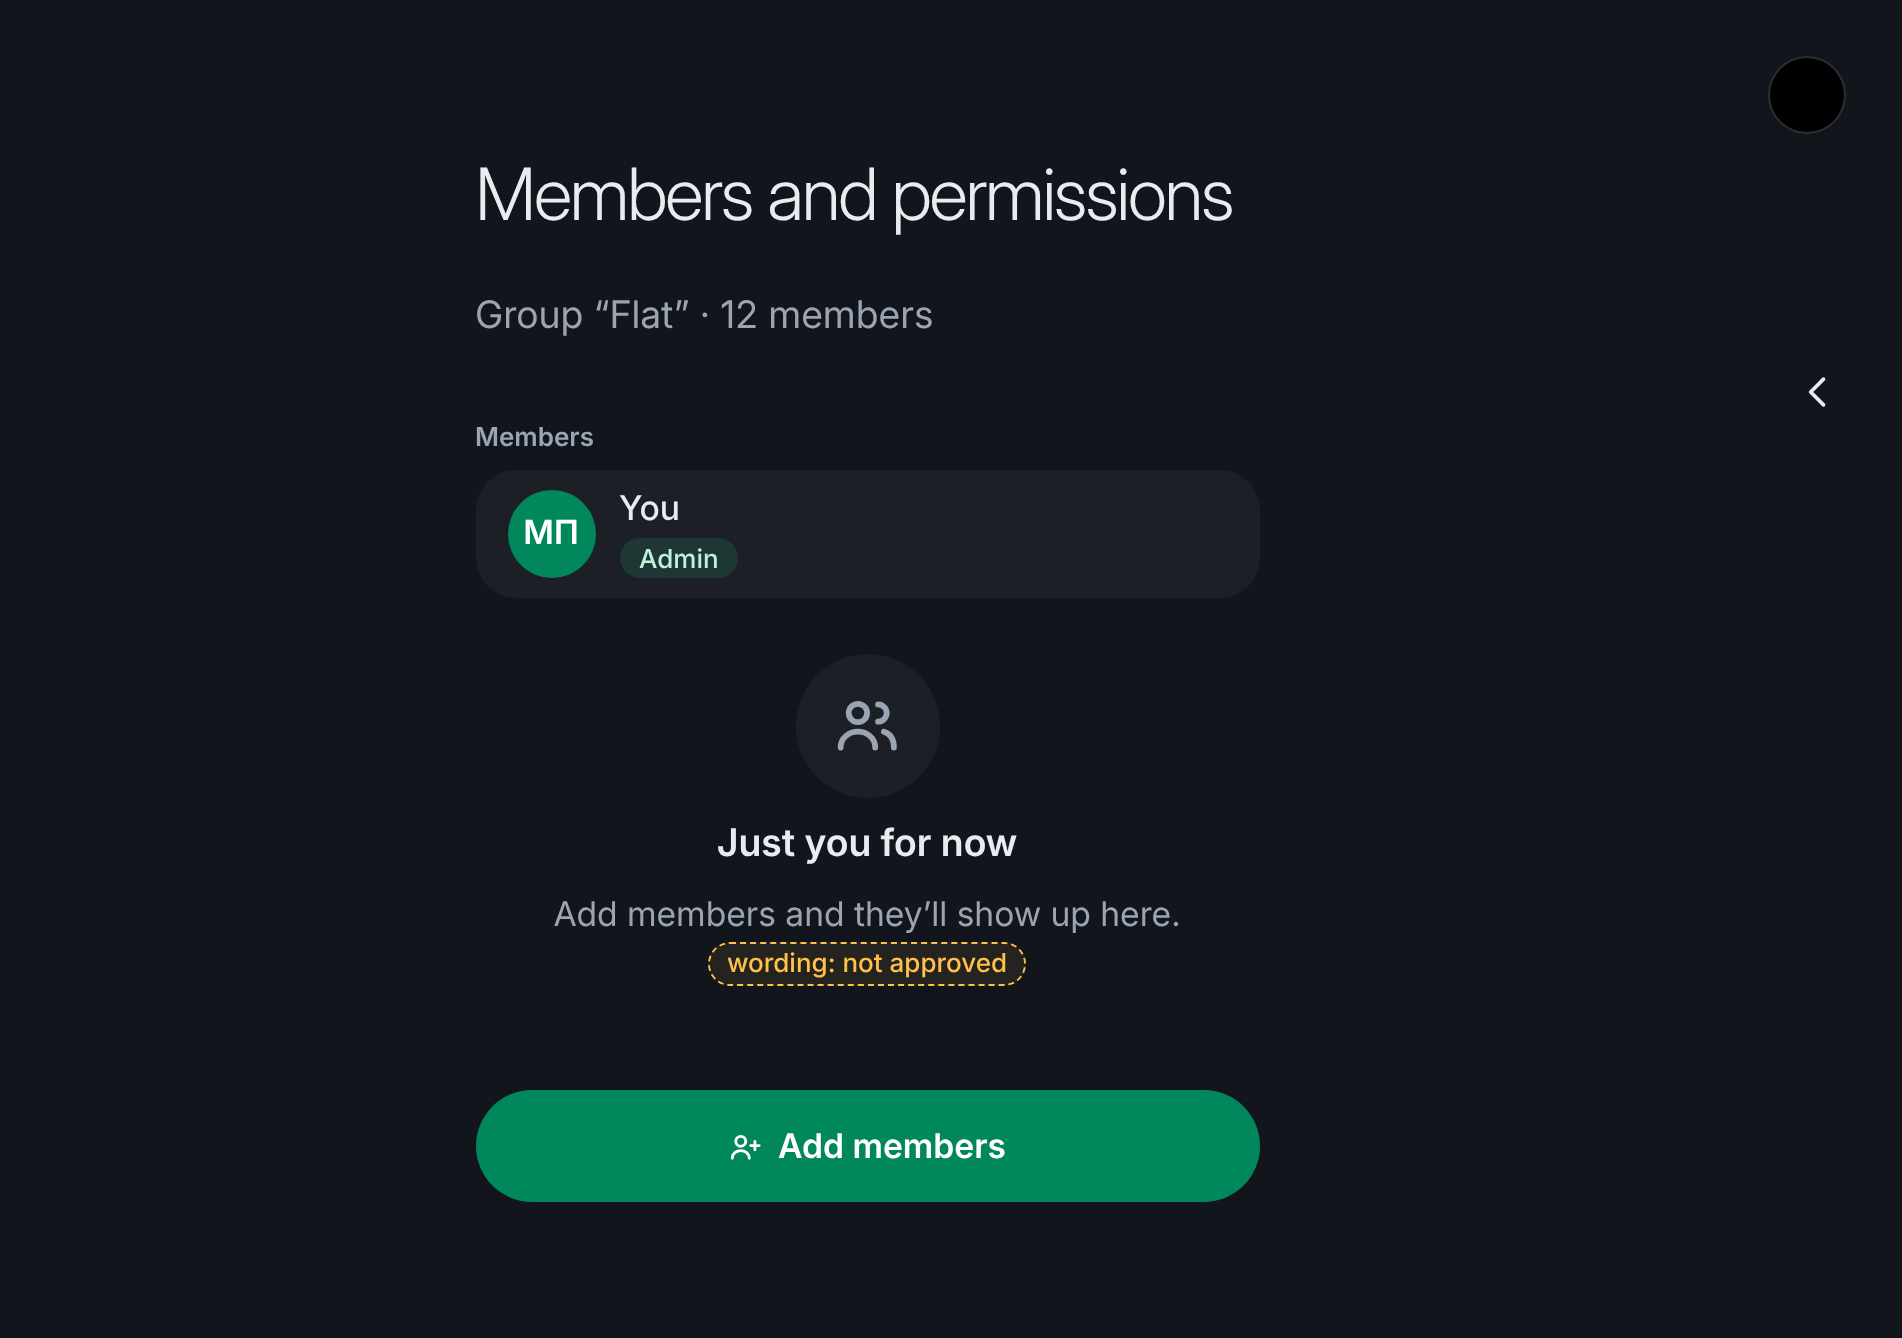 Members and permissions
Group “Flat” · 12 members
Members
МП
You
Admin
Just you for now
Add members and they’ll show up here.
wording: not approved
Add members